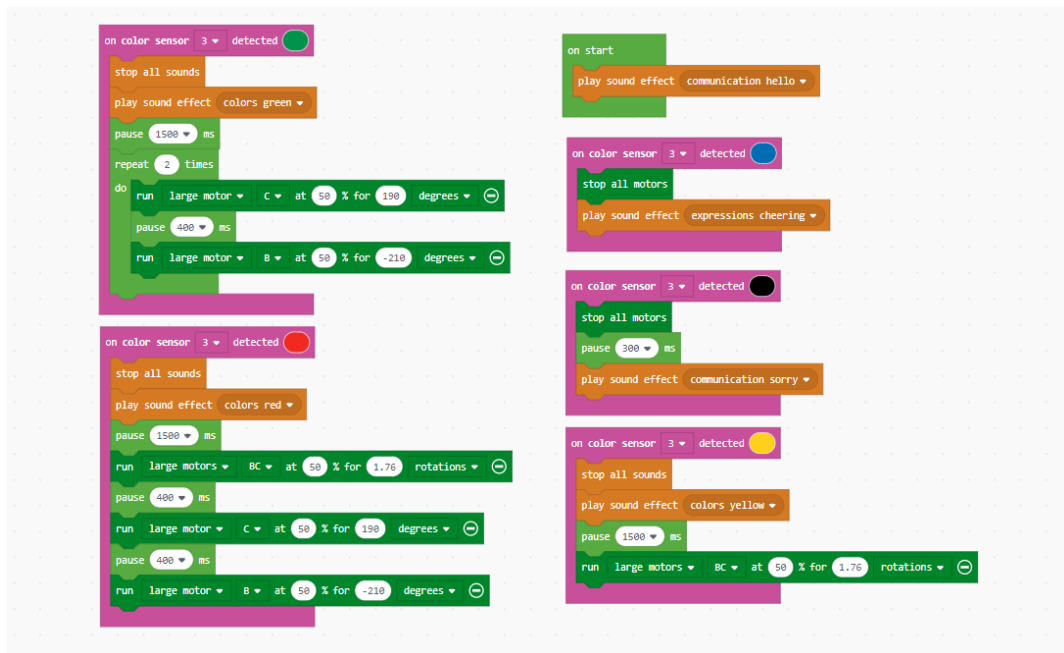 on color sensor 3 detected
stop all sounds
play sound effect colors green
pause 1500 ms
repeat 2 times
do run large motor C at 50 % for 190 degrees
pause 400 ms
run large motor B at 50 % for -210 degrees
on color sensor 3 detected
stop all sounds
play sound effect colors red
pause 1500 ms
run large motors BC at 50 % for 1.76 rotations
pause 400 ms
run large motor C at 50 % for 190 degrees
pause 400 ms
run large motor B at 50 % for -210 degrees
on start
play sound effect communication hello
on color sensor 3 detected
stop all motors
play sound effect expressions cheering
on color sensor 3 detected
stop all motors
pause 300 ms
play sound effect communication sorry
on color sensor 3 detected
stop all sounds
play sound effect colors yellow
pause 1500 ms
run large motors BC at 50 % for 1.76 rotations